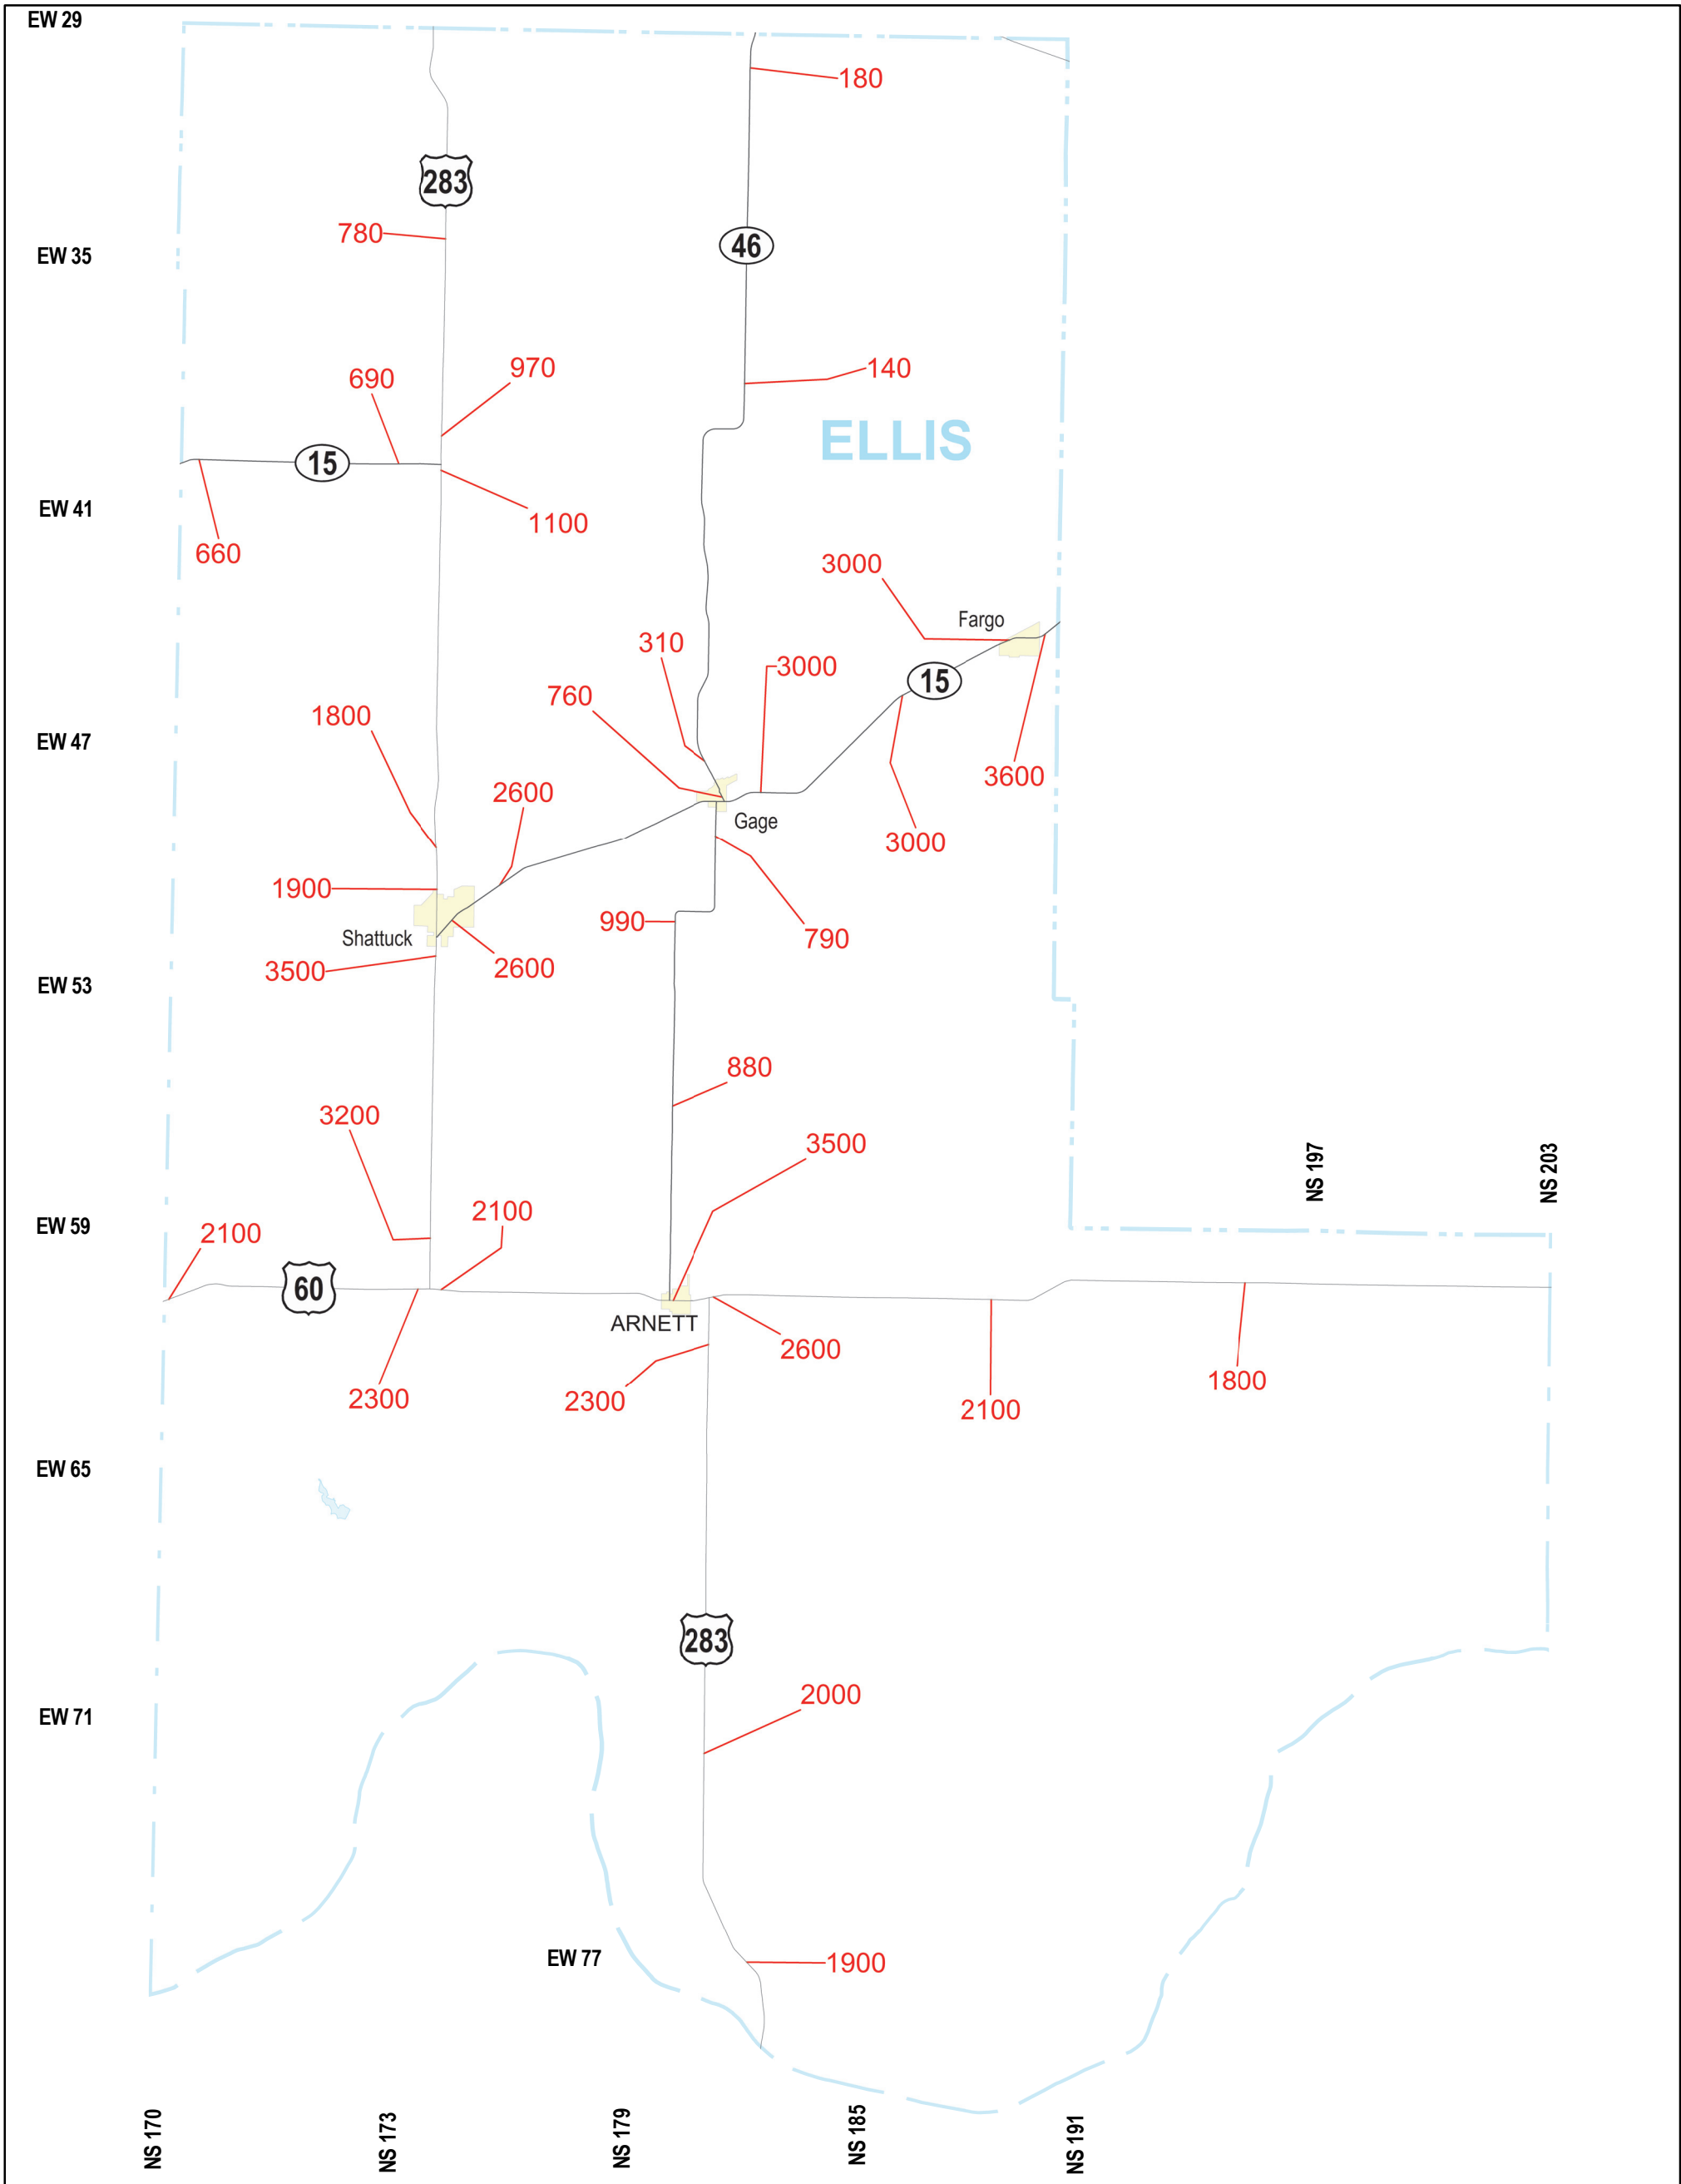 EW 29
180
283
780
46
EW 35
970
690
140
ELLIS
15
EW 41
1100
660
3000
Fargo
310
3000
15
760
1800
EW 47
3600
2600
Gage
3000
1900
990
790
Shattuck
3500
2600
EW 53
880
3200
3500
NS 197
NS 203
2100
EW 59
2100
60
ARNETT
2600
2300
2300
1800
2100
EW 65
283
2000
EW 71
EW 77
1900
NS 170
NS 173
NS 179
NS 185
NS 191